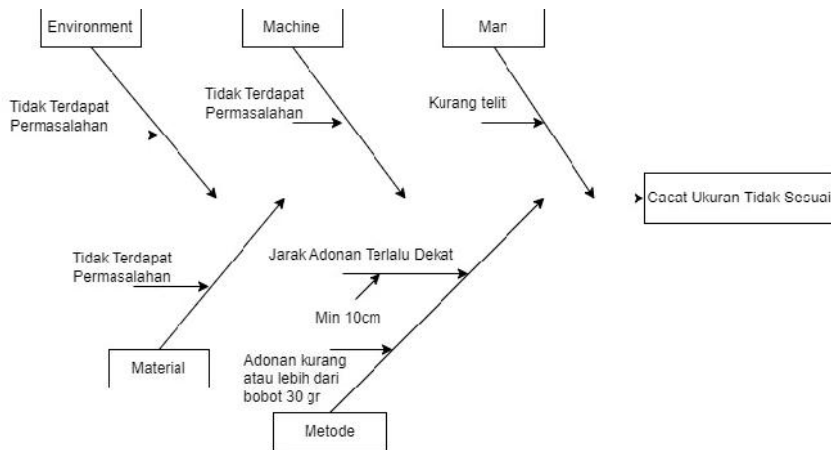 Environment
Machine
Man
Tidak Terdapat
Permasalahan
Tidak Terdapat
Permasalahan
Kurang teliti
Cacat Ukuran Tidak Sesuai
Tidak Terdapat
Permasalahan
Jarak Adonan Terlalu Dekat
Min 10cm
Material
Adonan kurang
atau lebih dari
bobot 30 gr
Metode